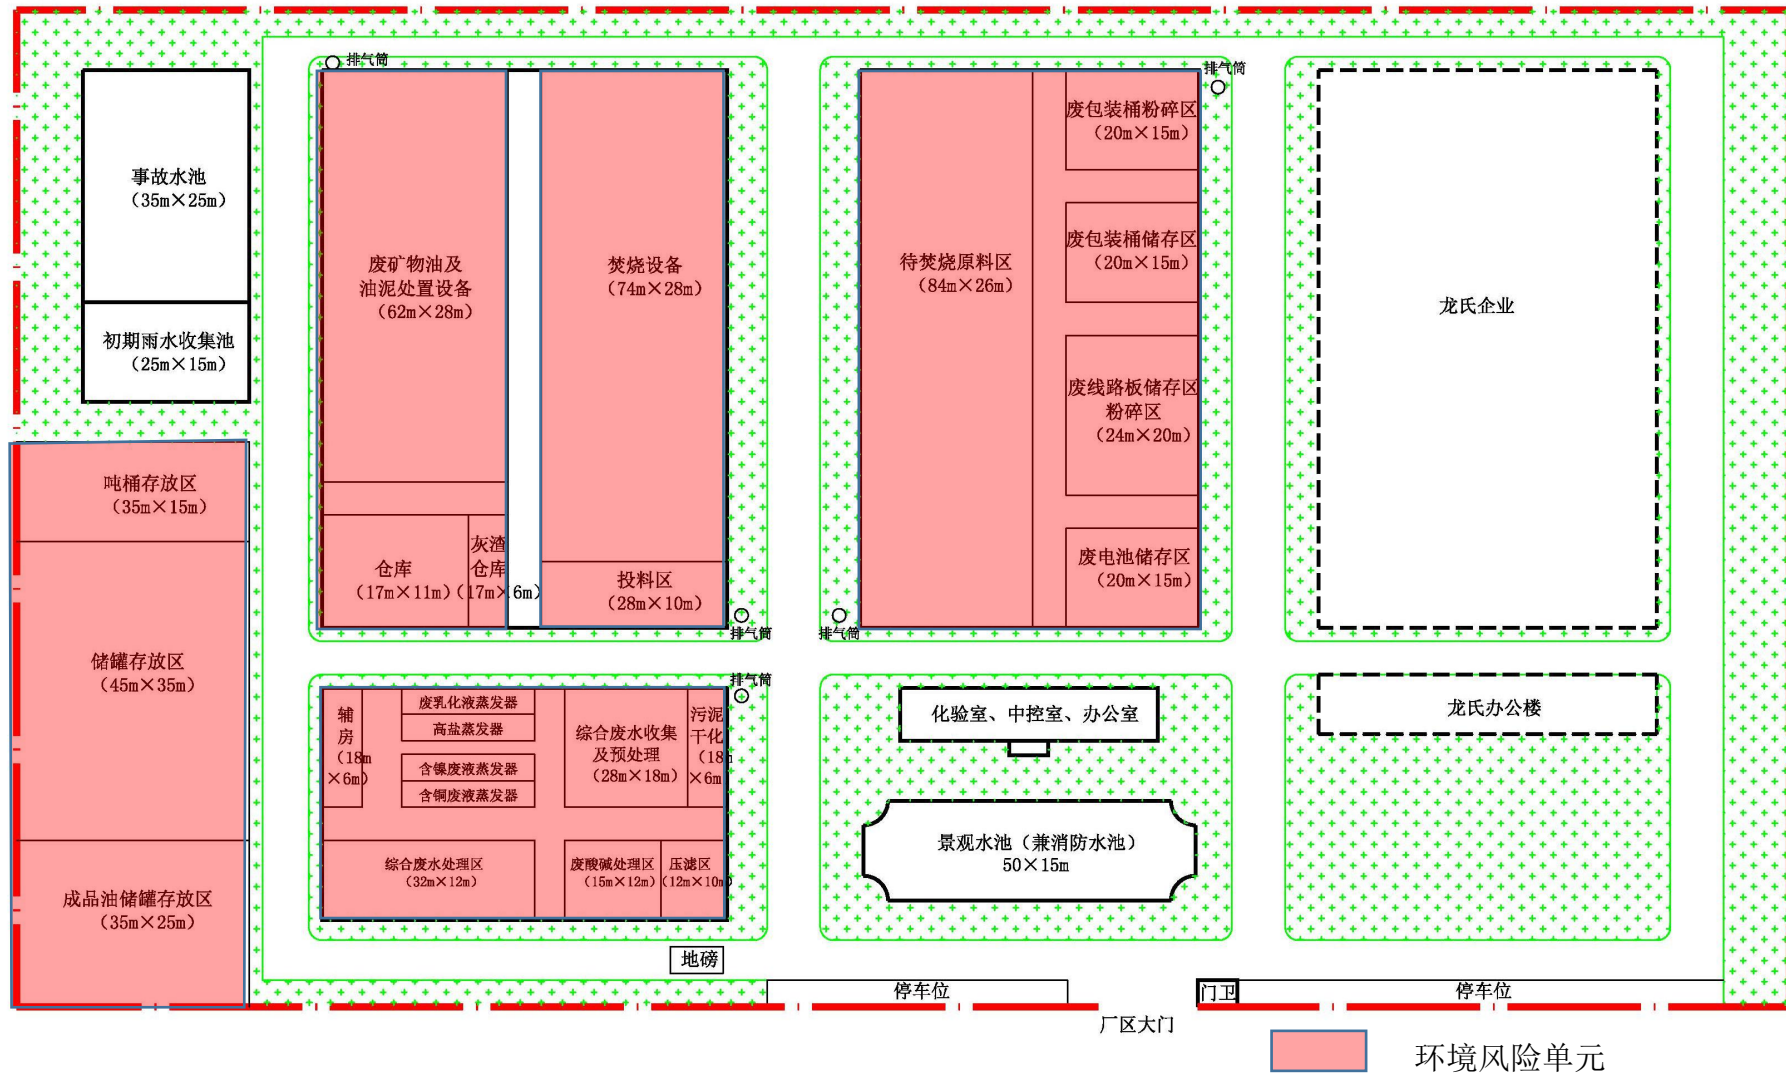 排气筒
排气筒
事故水池
(35m×25m)
初期雨水收集池
(25m×15m)
废矿物油及
油泥处置设备
(62m×28m)
焚烧设备
(74m×28m)
仓库
(17m×11m)
灰渣
仓库
(17m×6m)
投料区
(28m×10m)
排气筒
待焚烧原料区
(84m×26m)
废包装桶粉碎区
(20m×15m)
废包装桶储存区
(20m×15m)
废线路板储存区
粉碎区
(24m×20m)
废电池储存区
(20m×15m)
排气筒
龙氏企业
吨桶存放区
(35m×15m)
储罐存放区
(45m×35m)
成品油储罐存放区
(35m×25m)
排气筒
辅
房
(18m
×6m)
废乳化液蒸发器
高盐蒸发器
含镍废液蒸发器
含铜废液蒸发器
综合废水收集
及预处理
(28m×18m)
污泥
干化
(18m
×6m)
综合废水处理区
(32m×12m)
废酸碱处理区
(15m×12m)
压滤区
(12m×10m)
化验室、中控室、办公室
景观水池（兼消防水池）
50×15m
龙氏办公楼
地磅
停车位
门卫
停车位
厂区大门
环境风险单元